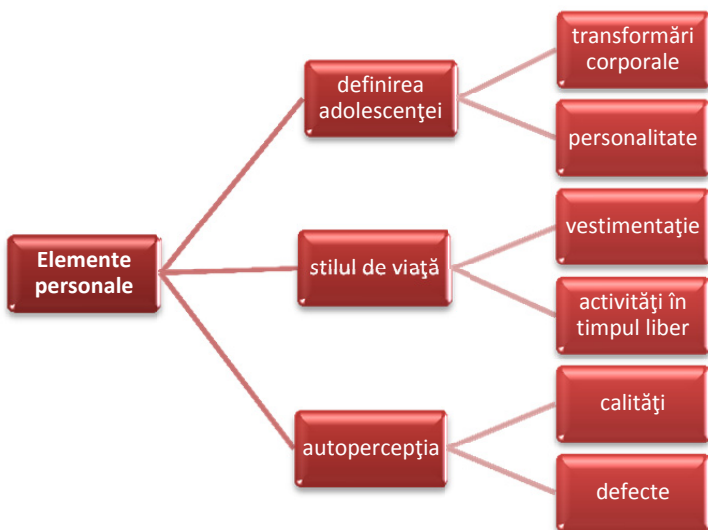 Elemente
personale
definirea
adolescenţei
transformări
corporale
personalitate
stilul de viaţă
vestimentaţie
activităţi în
timpul liber
autopercepţia
calităţi
defecte